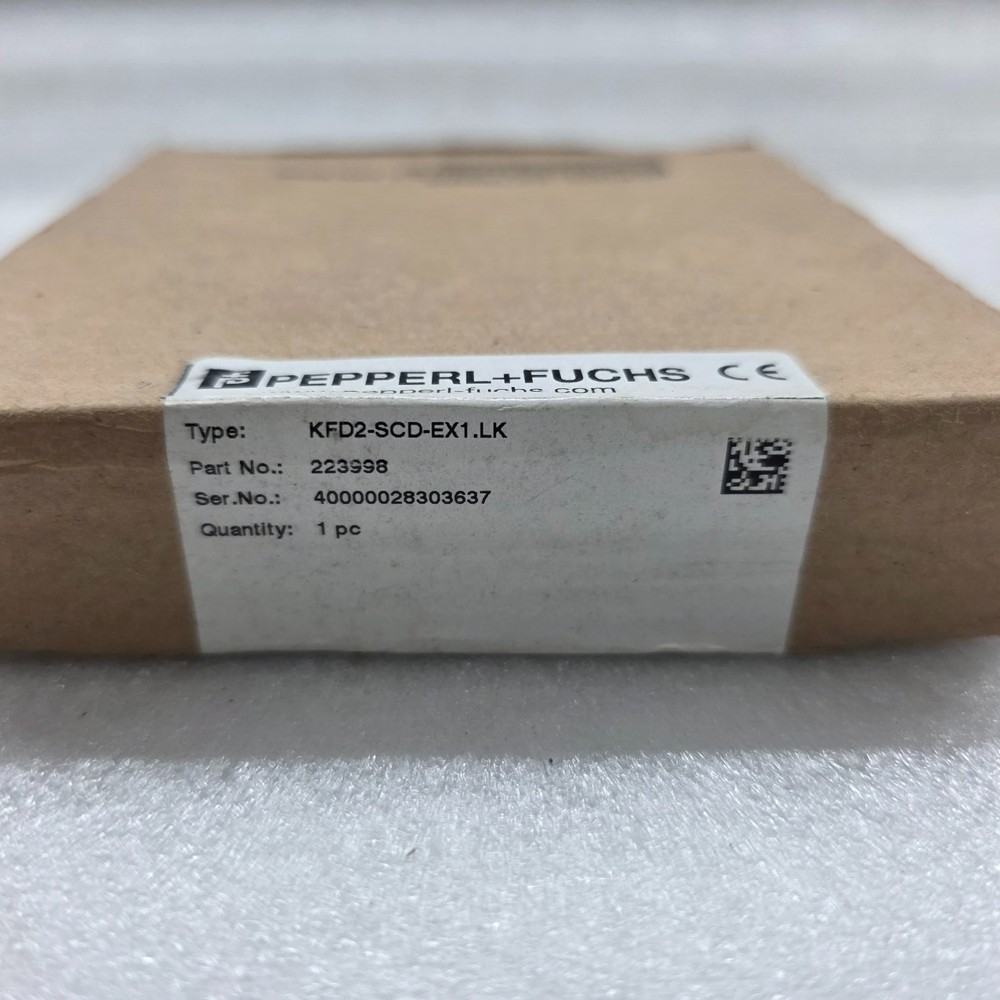 PEPPERL+FUCHS CE
pepperl-fuchs.com
Type: KFD2-SCD-EX1.LK
Part No.: 223998
Ser.No.: 40000028303637
Quantity: 1 pc